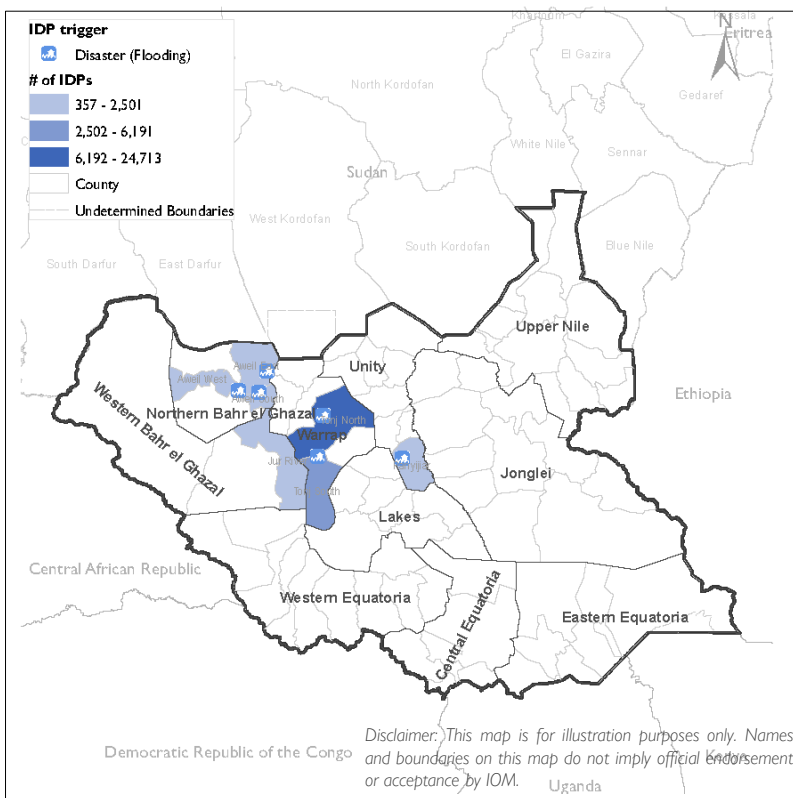 IDP trigger
Disaster (Flooding)
# of IDPs
357 - 2,501
2,502 - 6,191
6,192 - 24,713
County
Undetermined Boundaries
N
Eritrea
El Gazira
Gedaref
North Kordofan
White Nile
Sennar
Sudan
West Kordofan
South Kordofan
Blue Nile
South Darfur
East Darfur
Upper Nile
Unity
Ethiopia
Aweil West
Northern Bahr el Ghazal
Western Bahr el Ghazal
North
Warrap
Jur
Jonglei
Lakes
Central African Republic
Western Equatoria
Central Equatoria
Eastern Equatoria
Disclaimer: This map is for illustration purposes only. Names
and boundaries on this map do not imply official endorsement
or acceptance by IOM.
Democratic Republic of the Congo
Kenya
Uganda